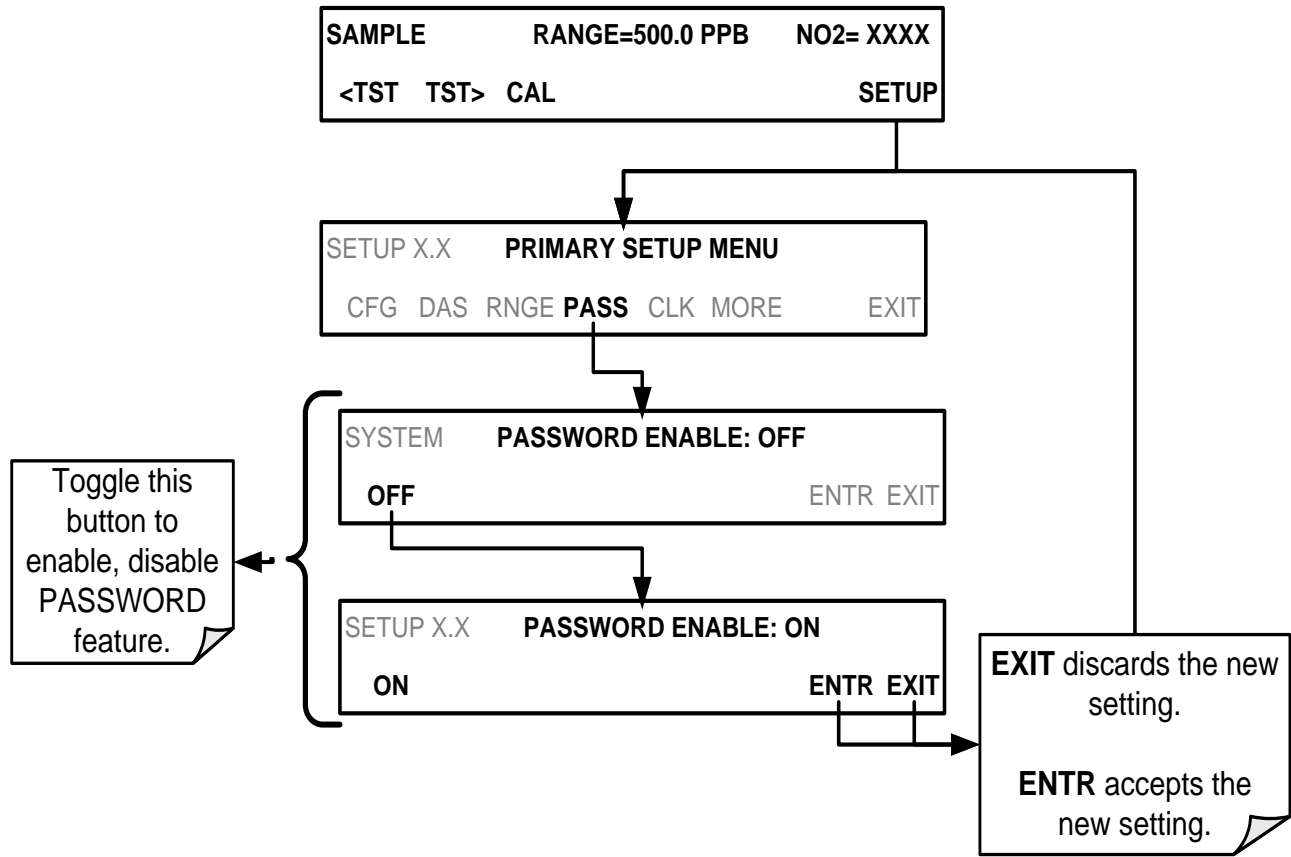 SAMPLE RANGE=500.0 PPB NO2= XXXX
<TST TST> CAL SETUP
SETUP X.X PRIMARY SETUP MENU
CFG DAS RNGE PASS CLK MORE EXIT
SYSTEM PASSWORD ENABLE: OFF
OFF ENTR EXIT
Toggle this
button to
enable, disable
PASSWORD
feature.
SETUP X.X PASSWORD ENABLE: ON
ON ENTR EXIT
EXIT discards the new
setting.
ENTR accepts the
new setting.